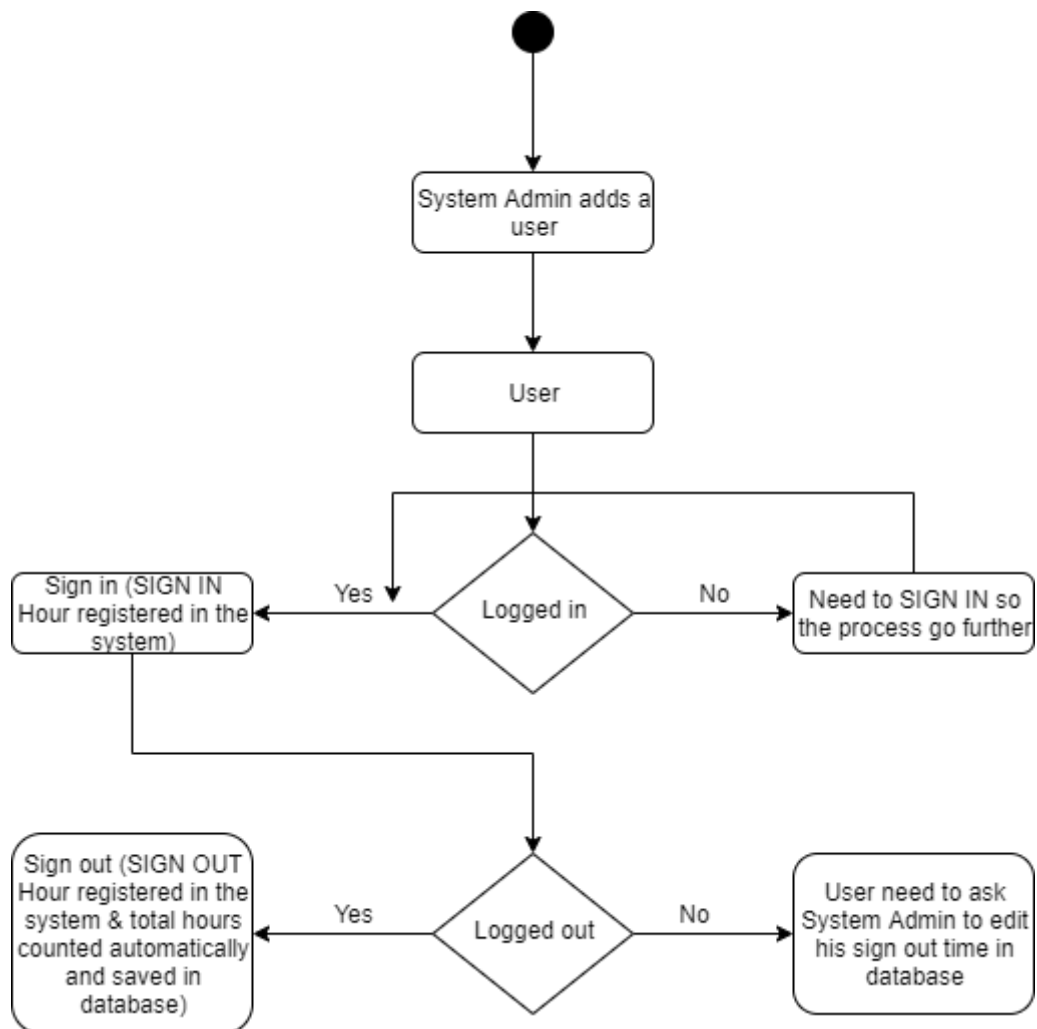 System Admin adds a
user
User
Sign in (SIGN IN
Hour registered in the
system)
Yes
Logged in
No
Need to SIGN IN so
the process go further
Sign out (SIGN OUT
Hour registered in the
system & total hours
counted automatically
and saved in
database)
Yes
Logged out
No
User need to ask
System Admin to edit
his sign out time in
database